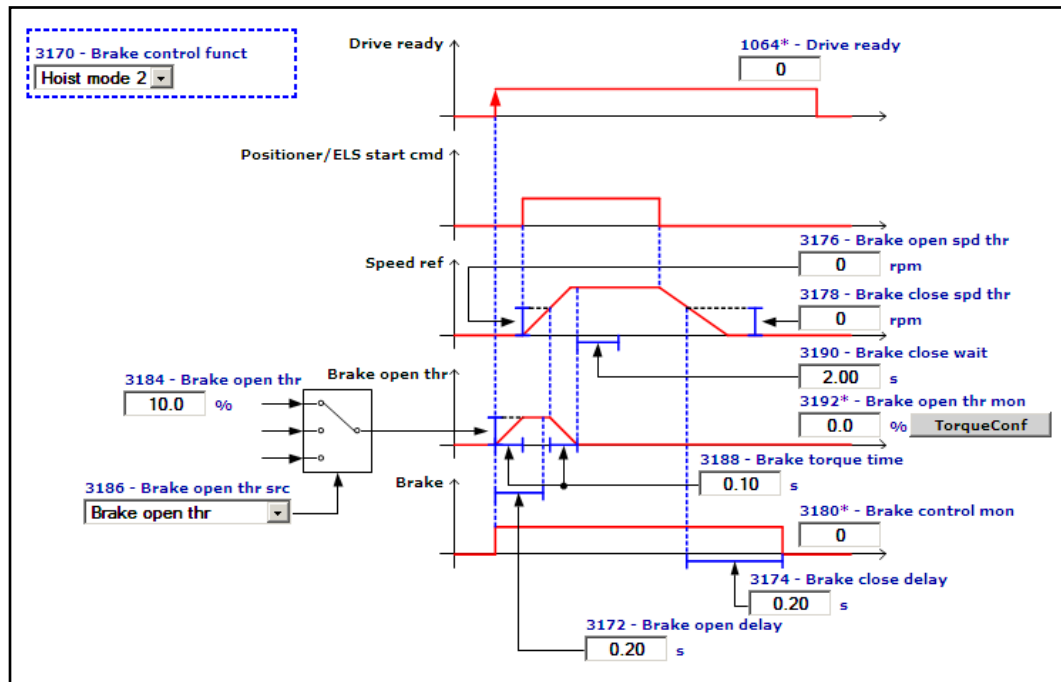 3170 - Brake control funct
Hoist mode 2
Drive ready
1064* - Drive ready
0
Positioner/ELS start cmd
3176 - Brake open spd thr
0 rpm
Speed ref
3178 - Brake close spd thr
0 rpm
3190 - Brake close wait
2.00 s
3184 - Brake open thr
10.0 %
Brake open thr
3192* - Brake open thr mon
0.0 % TorqueConf
3188 - Brake torque time
0.10 s
3186 - Brake open thr src
Brake open thr
Brake
3180* - Brake control mon
0
3174 - Brake close delay
0.20 s
3172 - Brake open delay
0.20 s